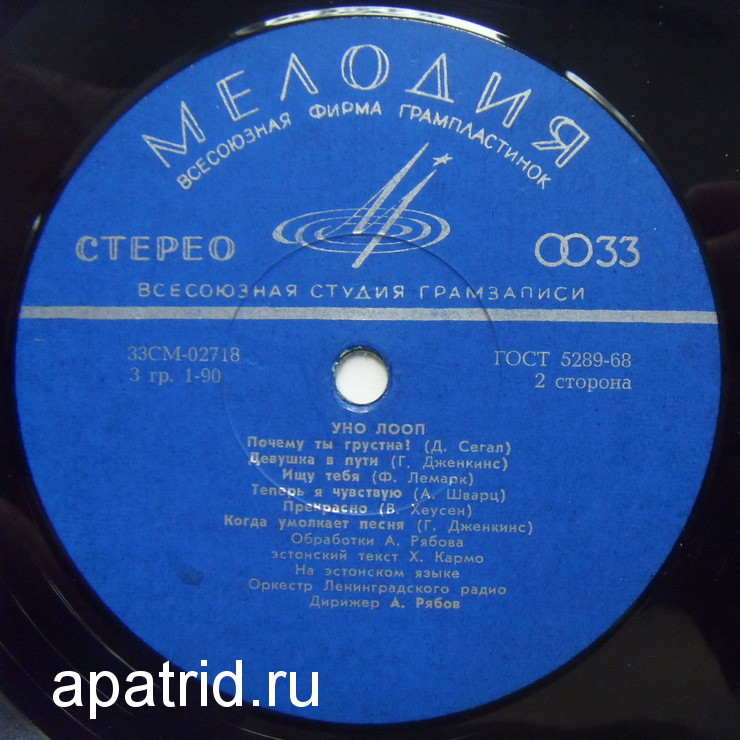 МЕЛОДИЯ
ВСЕСОЮЗНАЯ ФИРМА ГРАМПЛАСТИНОК
СТЕРЕО
33
ВСЕСОЮЗНАЯ СТУДИЯ ГРАМЗАПИСИ
33СМ-02718
ГОСТ 5289-68
3 гр. 1-90
2 сторона
УНО ЛООП
Почему ты грустна? (Д. Сегал)
Девушка в пути (Г. Дженкинс)
Ищу тебя (Ф. Лемарк)
Теперь я чувствую (А. Шварц)
Прекрасно (В. Хеусен)
Когда умолкает песня (Г. Дженкинс)
Обработки А. Рябова
эстонский текст Х. Кармо
На эстонском языке
Оркестр Ленинградского радио
Дирижер А. Рябов
apatrid.ru